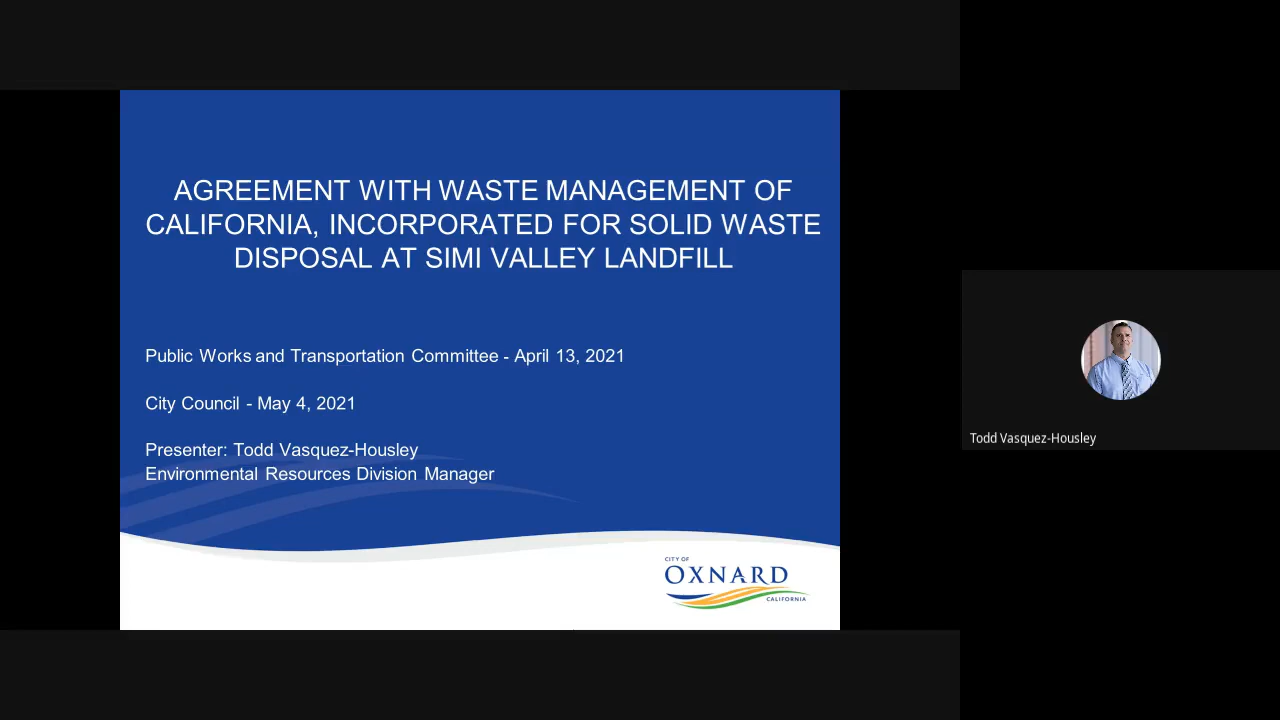 AGREEMENT WITH WASTE MANAGEMENT OF
CALIFORNIA, INCORPORATED FOR SOLID WASTE
DISPOSAL AT SIMI VALLEY LANDFILL
Public Works and Transportation Committee - April 13, 2021
City Council - May 4, 2021
Presenter: Todd Vasquez-Housley
Environmental Resources Division Manager
CITY OF
OXNARD
CALIFORNIA
Todd Vasquez-Housley